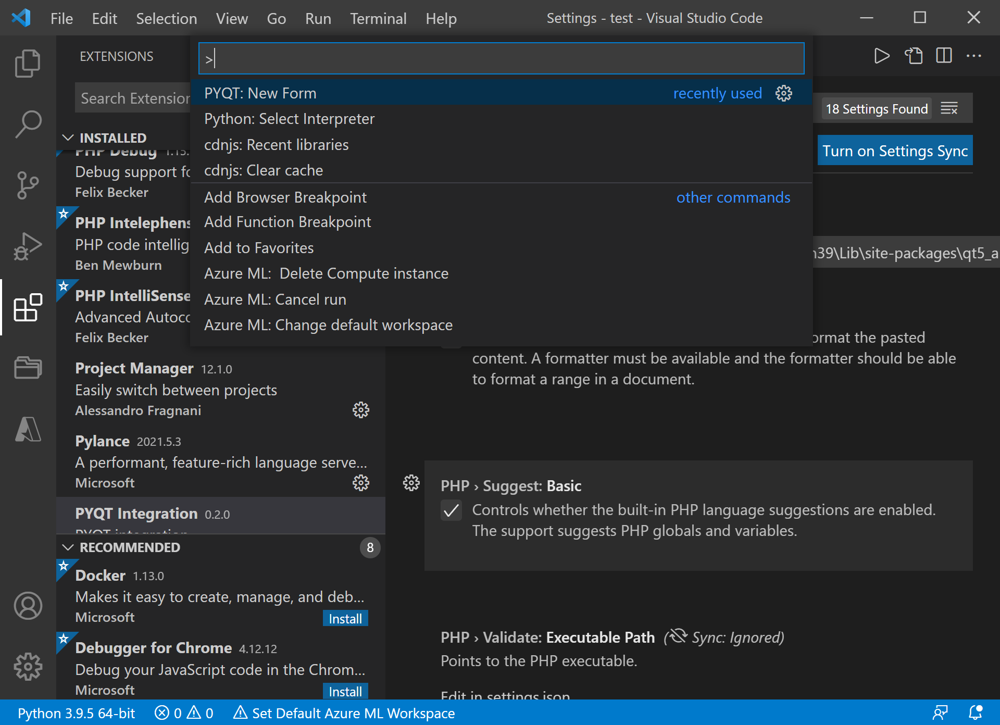 File Edit Selection View Go Run Terminal Help Settings - test - Visual Studio Code
EXTENSIONS
>
Search Extension
PYQT: New Form recently used
Python: Select Interpreter
cdnjs: Recent libraries
cdnjs: Clear cache
Add Browser Breakpoint other commands
Add Function Breakpoint
Add to Favorites
Azure ML:  Delete Compute instance
Azure ML: Cancel run
Azure ML: Change default workspace
INSTALLED
PHP Debug 1.15.
Debug support fo
Felix Becker
PHP Intelephens
PHP code intellig
Ben Mewburn
PHP IntelliSense
Advanced Autoco
Felix Becker
Project Manager 12.1.0
Easily switch between projects
Alessandro Fragnani
Pylance 2021.5.3
A performant, feature-rich language serve...
Microsoft
PYQT Integration 0.2.0
PYQT integration
RECOMMENDED 8
Docker 1.13.0
Makes it easy to create, manage, and deb...
Microsoft Install
Debugger for Chrome 4.12.12
Debug your JavaScript code in the Chrom...
Microsoft Install
18 Settings Found
Turn on Settings Sync
n39\Lib\site-packages\qt5_a
ormat the pasted
content. A formatter must be available and the formatter should be able
to format a range in a document.
PHP › Suggest: Basic
Controls whether the built-in PHP language suggestions are enabled.
The support suggests PHP globals and variables.
PHP › Validate: Executable Path (Sync: Ignored)
Points to the PHP executable.
Edit in settings.json
Python 3.9.5 64-bit 0 0 Set Default Azure ML Workspace